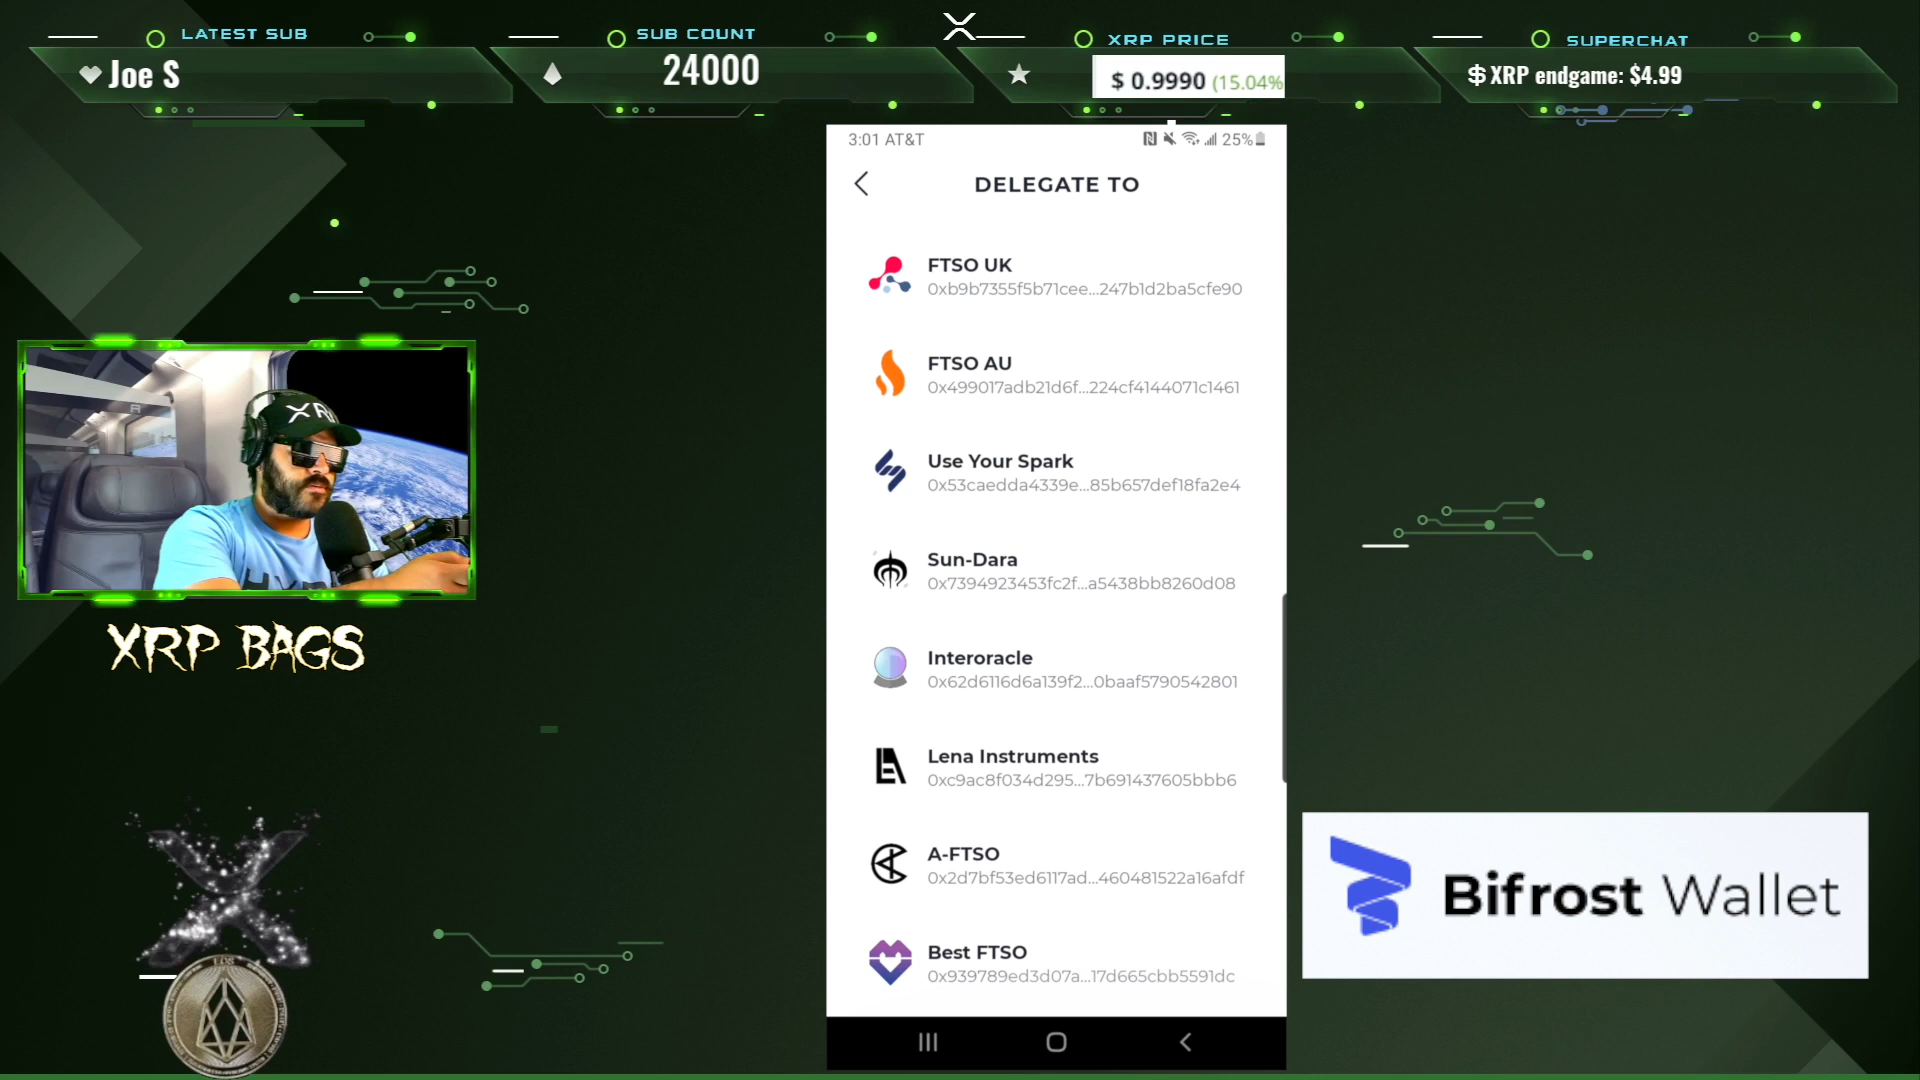 LATEST SUB
Joe S
SUB COUNT
24000
XRP PRICE
$ 0.9990 (15.04%
SUPERCHAT
XRP endgame: $4.99
3:01 AT&T
25%
DELEGATE TO
FTSO UK
0xb9b7355f5b71cee...247b1d2ba5cfe90
FTSO AU
0x499017adb21d6f...224cf4144071c1461
Use Your Spark
0x53caedda4339e...85b657def18fa2e4
Sun-Dara
0x7394923453fc2f...a5438bb8260d08
Interoracle
0x62d6116d6a139f2...0baaf5790542801
Lena Instruments
0xc9ac8f034d295...7b691437605bbb6
A-FTSO
0x2d7bf53ed6117ad...460481522a16afdf
Best FTSO
0x939789ed3d07a...17d665cbb5591dc
XRP BAGS
EOS
Bifrost Wallet